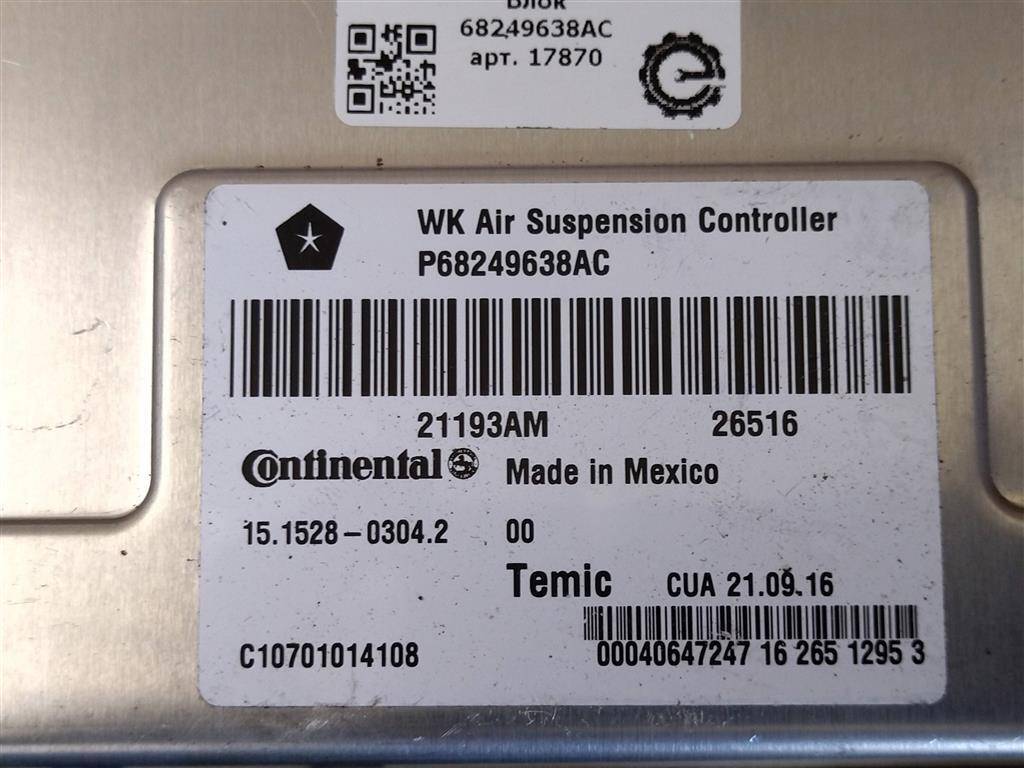 Блок
68249638AC
арт. 17870
WK Air Suspension Controller
P68249638AC
21193AM 26516
Continental Made in Mexico
15.1528-0304.2 00
Temic CUA 21.09.16
C10701014108 00040647247 16 265 1295 3